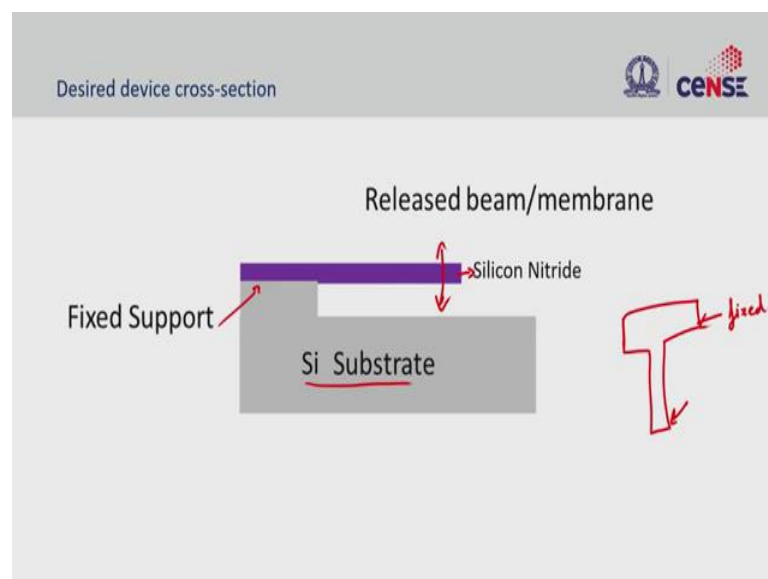 Desired device cross-section
ceNSE
Released beam/membrane
Silicon Nitride
Fixed Support
fixed
Si Substrate